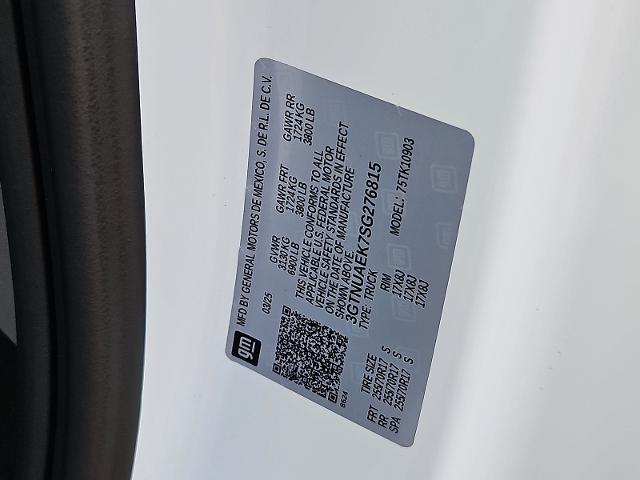 gm
MFD BY GENERAL MOTORS DE MEXICO, S. DE R.L. DE C.V.
03/25
GVWR GAWR FRT GAWR RR
3130 KG 1724 KG 1724 KG
6900 LB 3800 LB 3800 LB
THIS VEHICLE CONFORMS TO ALL
APPLICABLE U.S. FEDERAL MOTOR
VEHICLE SAFETY STANDARDS IN EFFECT
ON THE DATE OF MANUFACTURE
SHOWN ABOVE.
3GTNUAEK7SG276815
TYPE: TRUCK MODEL: 75TK10903
8624
TIRE SIZE RIM
FRT 255/70R17 S 17X8J
RR 255/70R17 S 17X8J
SPA 255/70R17 S 17X8J